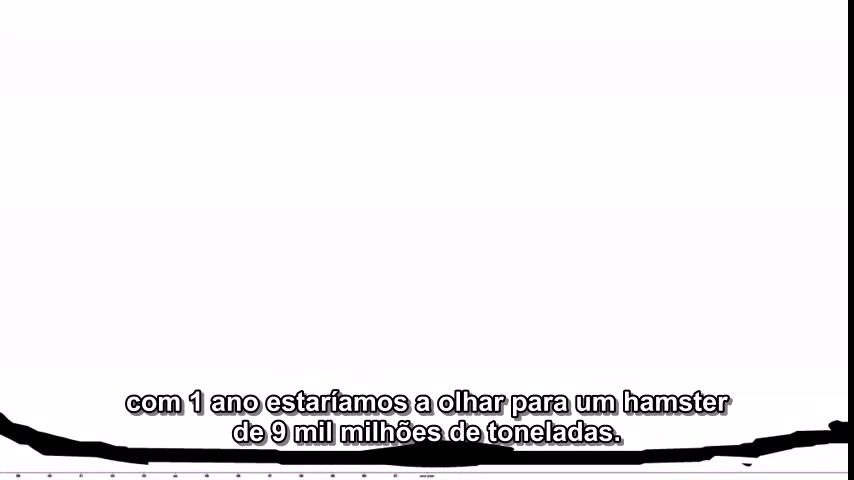 com 1 ano estaríamos a olhar para um hamster
de 9 mil milhões de toneladas.